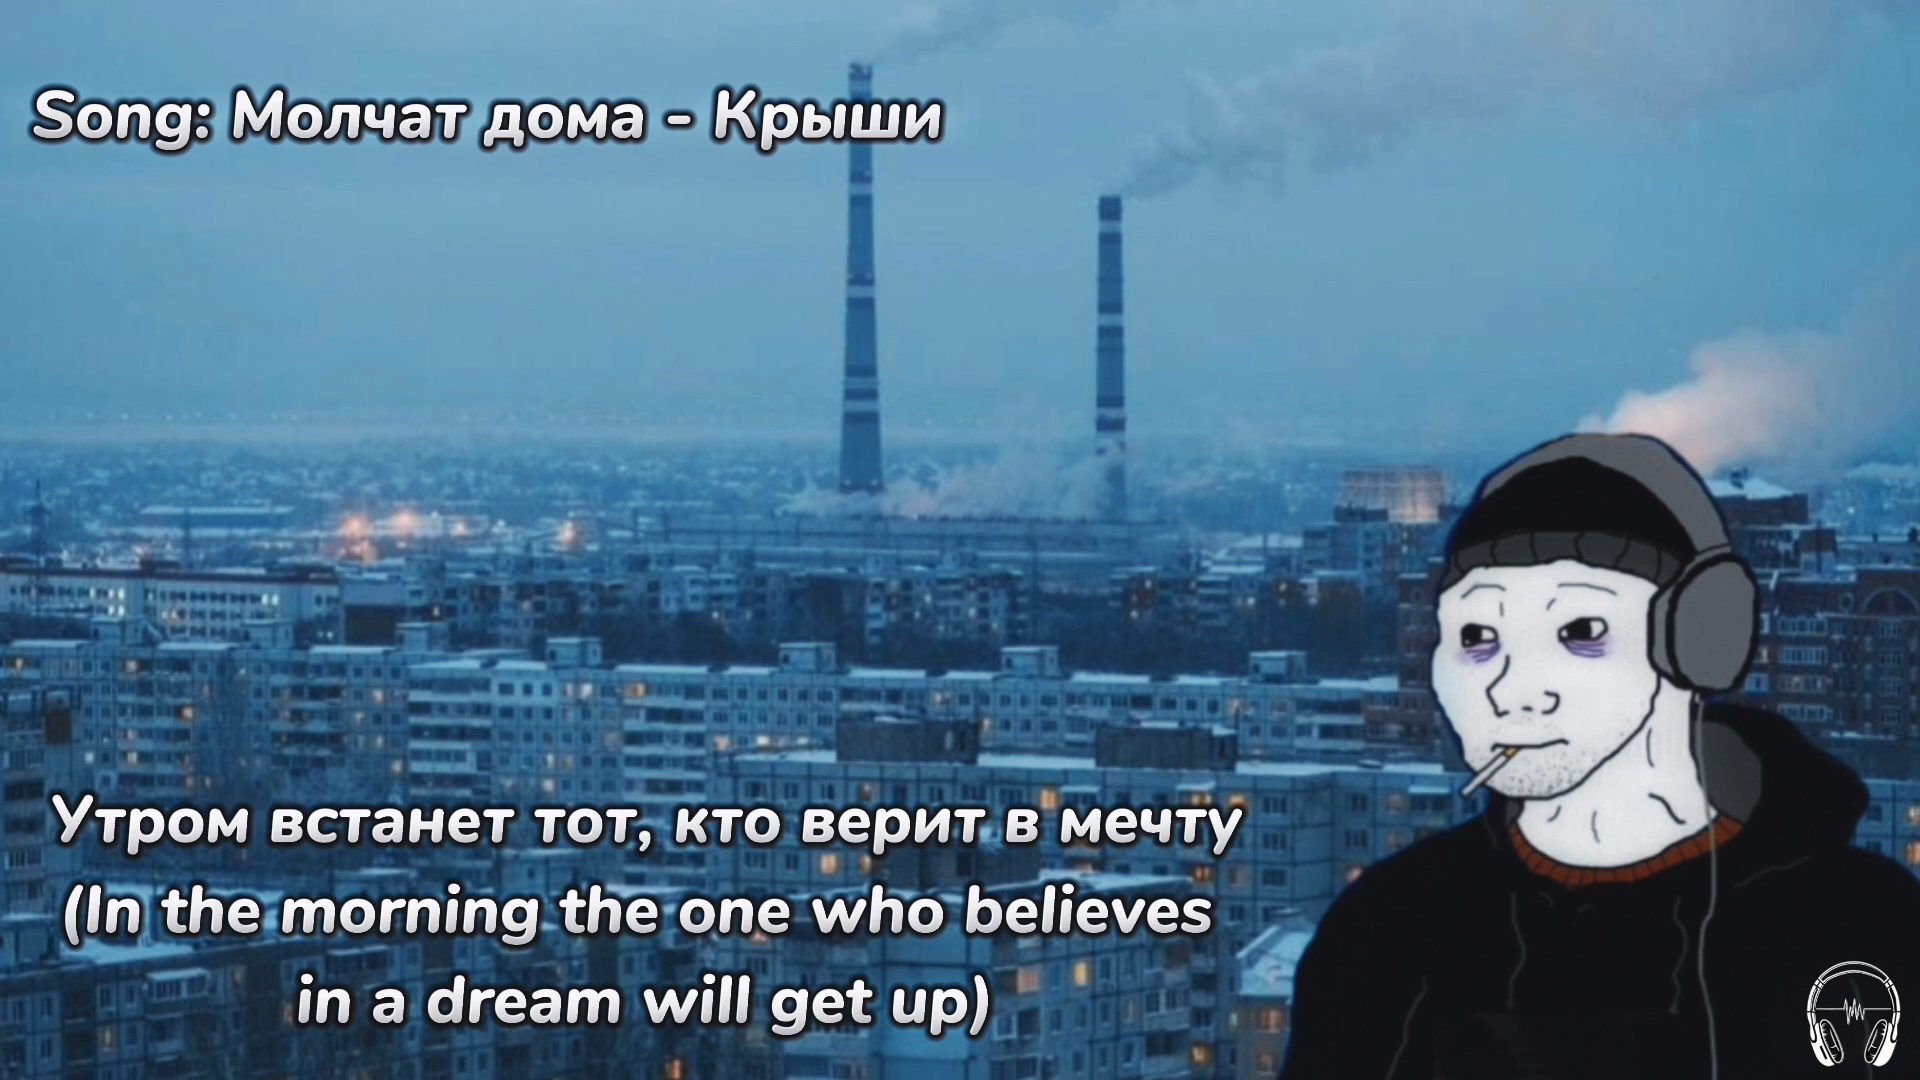 Song: Молчат дома - Крыши
Утром встанет тот, кто верит в мечту
(In the morning the one who believes
in a dream will get up)